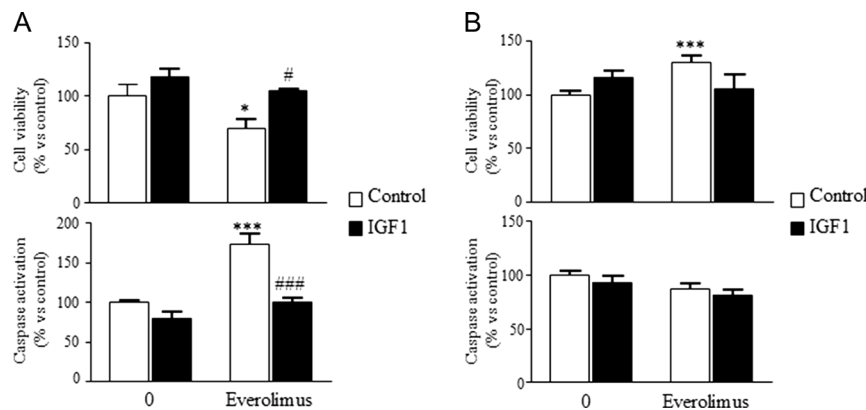 A
Cell viability
(% vs control)
150
100
50
0
*
#
Control
IGF1
Caspase activation
(% vs control)
200
150
100
50
0
***
###
0
Everolimus
B
Cell viability
(% vs control)
150
100
50
0
***
Control
IGF1
Caspase activation
(% vs control)
150
100
50
0
0
Everolimus